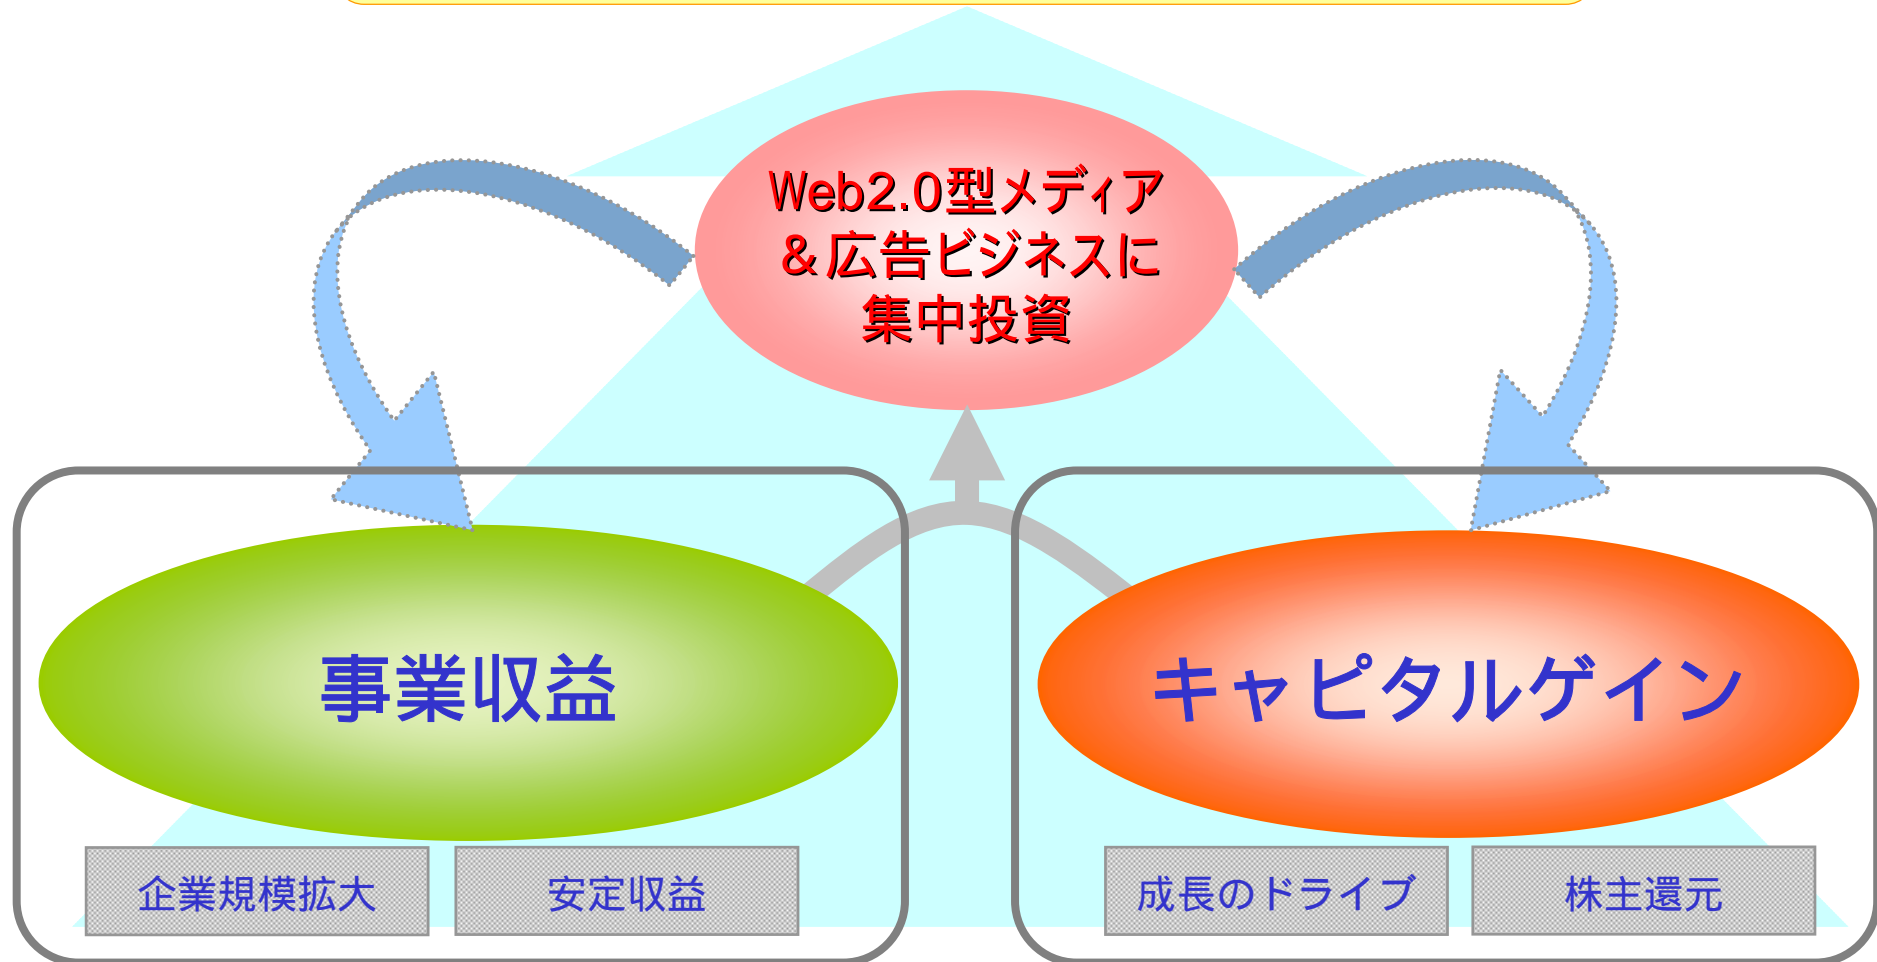 Web2.0型メディア
＆広告ビジネスに
集中投資
事業収益
キャピタルゲイン
企業規模拡大
安定収益
成長のドライブ
株主還元